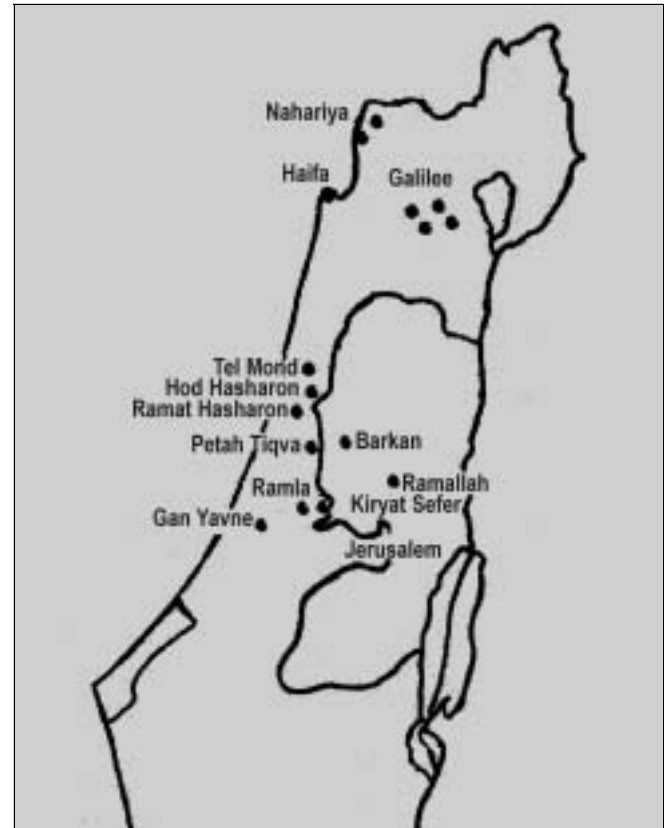 Nahariya
Haifa
Galilee
Tel Mond
Hod Hasharon
Ramat Hasharon
Petah Tiqva
Barkan
Ramla
Ramallah
Kiryat Sefer
Gan Yavne
Jerusalem